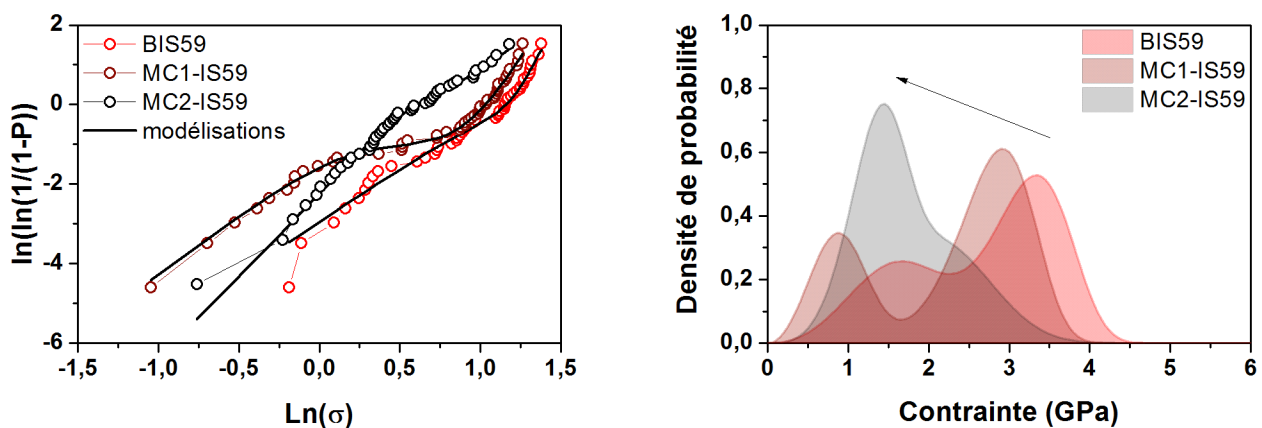 ln(ln(1/(1-P))
2
0
-2
-4
-6
BIS59
MC1-IS59
MC2-IS59
modélisations
-1,5 -1,0 -0,5 0,0 0,5 1,0 1,5
Ln(σ)
Densité de probabilité
1,0
0,8
0,6
0,4
0,2
0,0
BIS59
MC1-IS59
MC2-IS59
0 1 2 3 4 5 6
Contrainte (GPa)